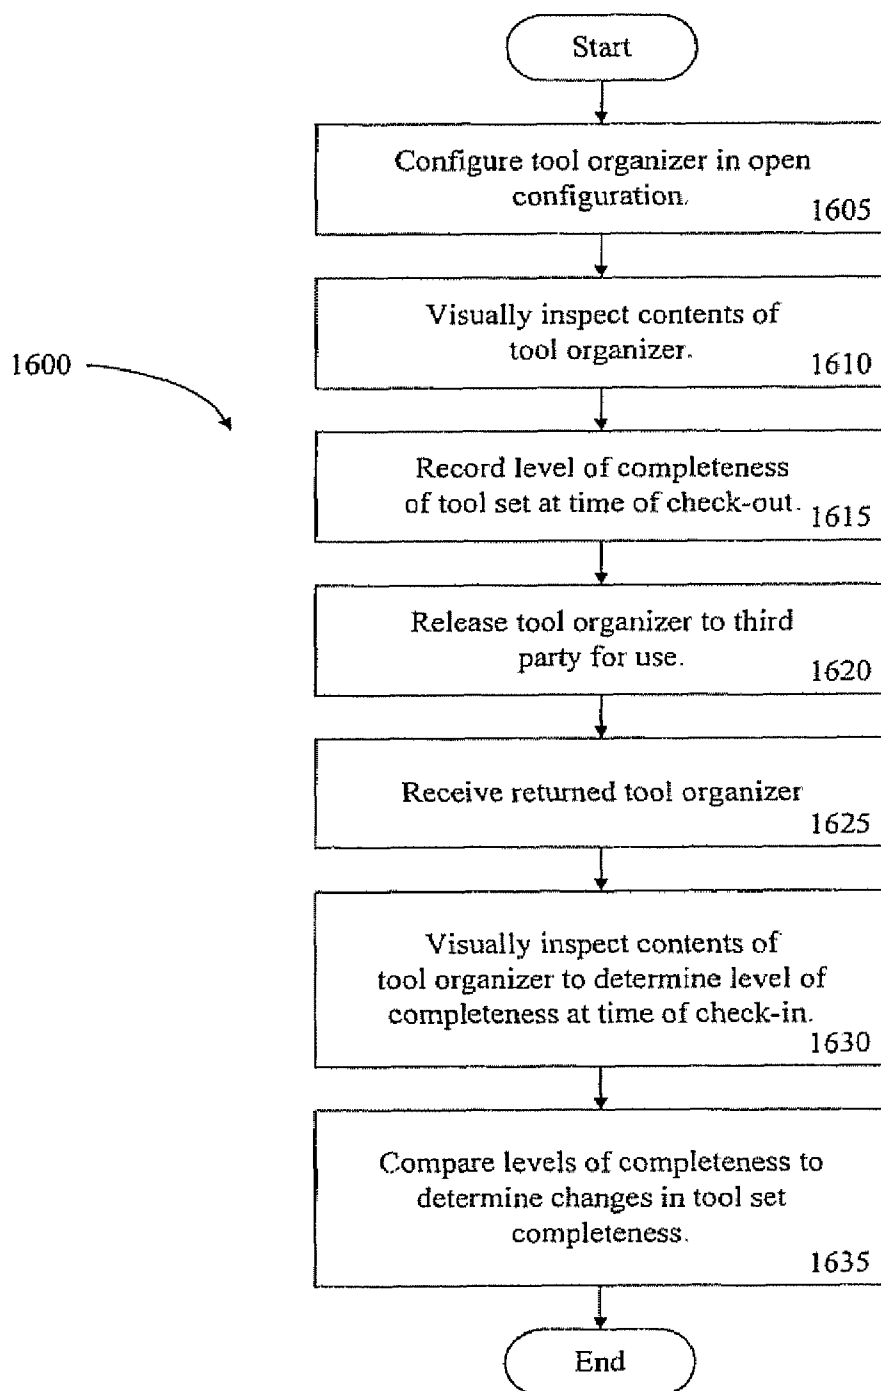 Start
Configure tool organizer in open
configuration.
1605
Visually inspect contents of
tool organizer.
1610
1600
Record level of completeness
of tool set at time of check-out.
1615
Release tool organizer to third
party for use.
1620
Receive returned tool organizer
1625
Visually inspect contents of
tool organizer to determine level of
completeness at time of check-in.
1630
Compare levels of completeness to
determine changes in tool set
completeness.
1635
End